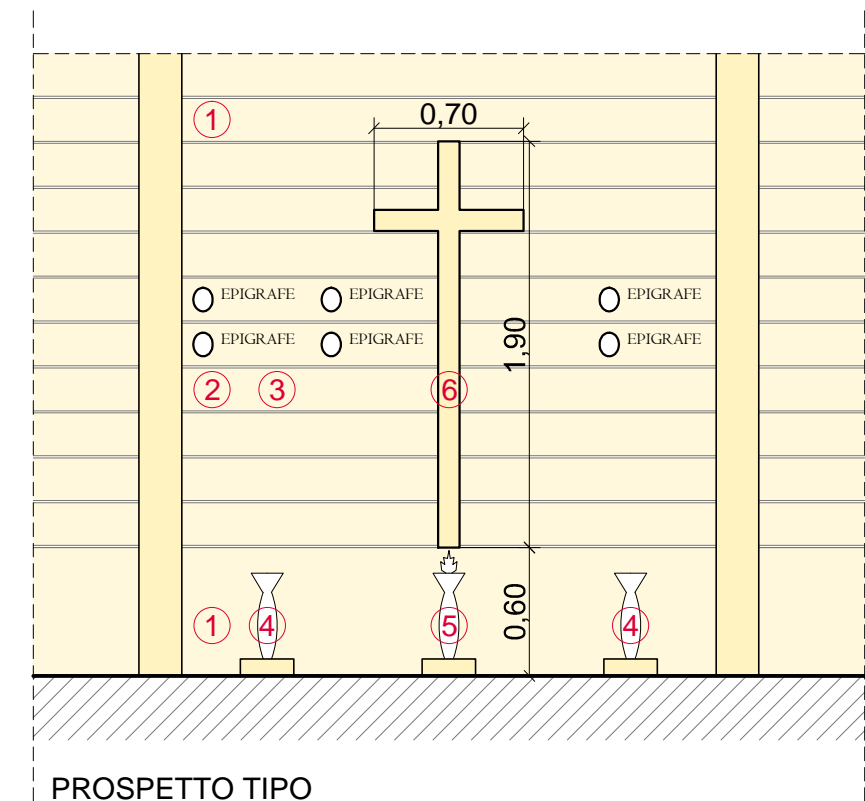 ①
0,70
EPIGRAFE EPIGRAFE EPIGRAFE
EPIGRAFE EPIGRAFE EPIGRAFE
1,90
② ③ ⑥
0,60
① ④ ⑤ ④
PROSPETTO TIPO